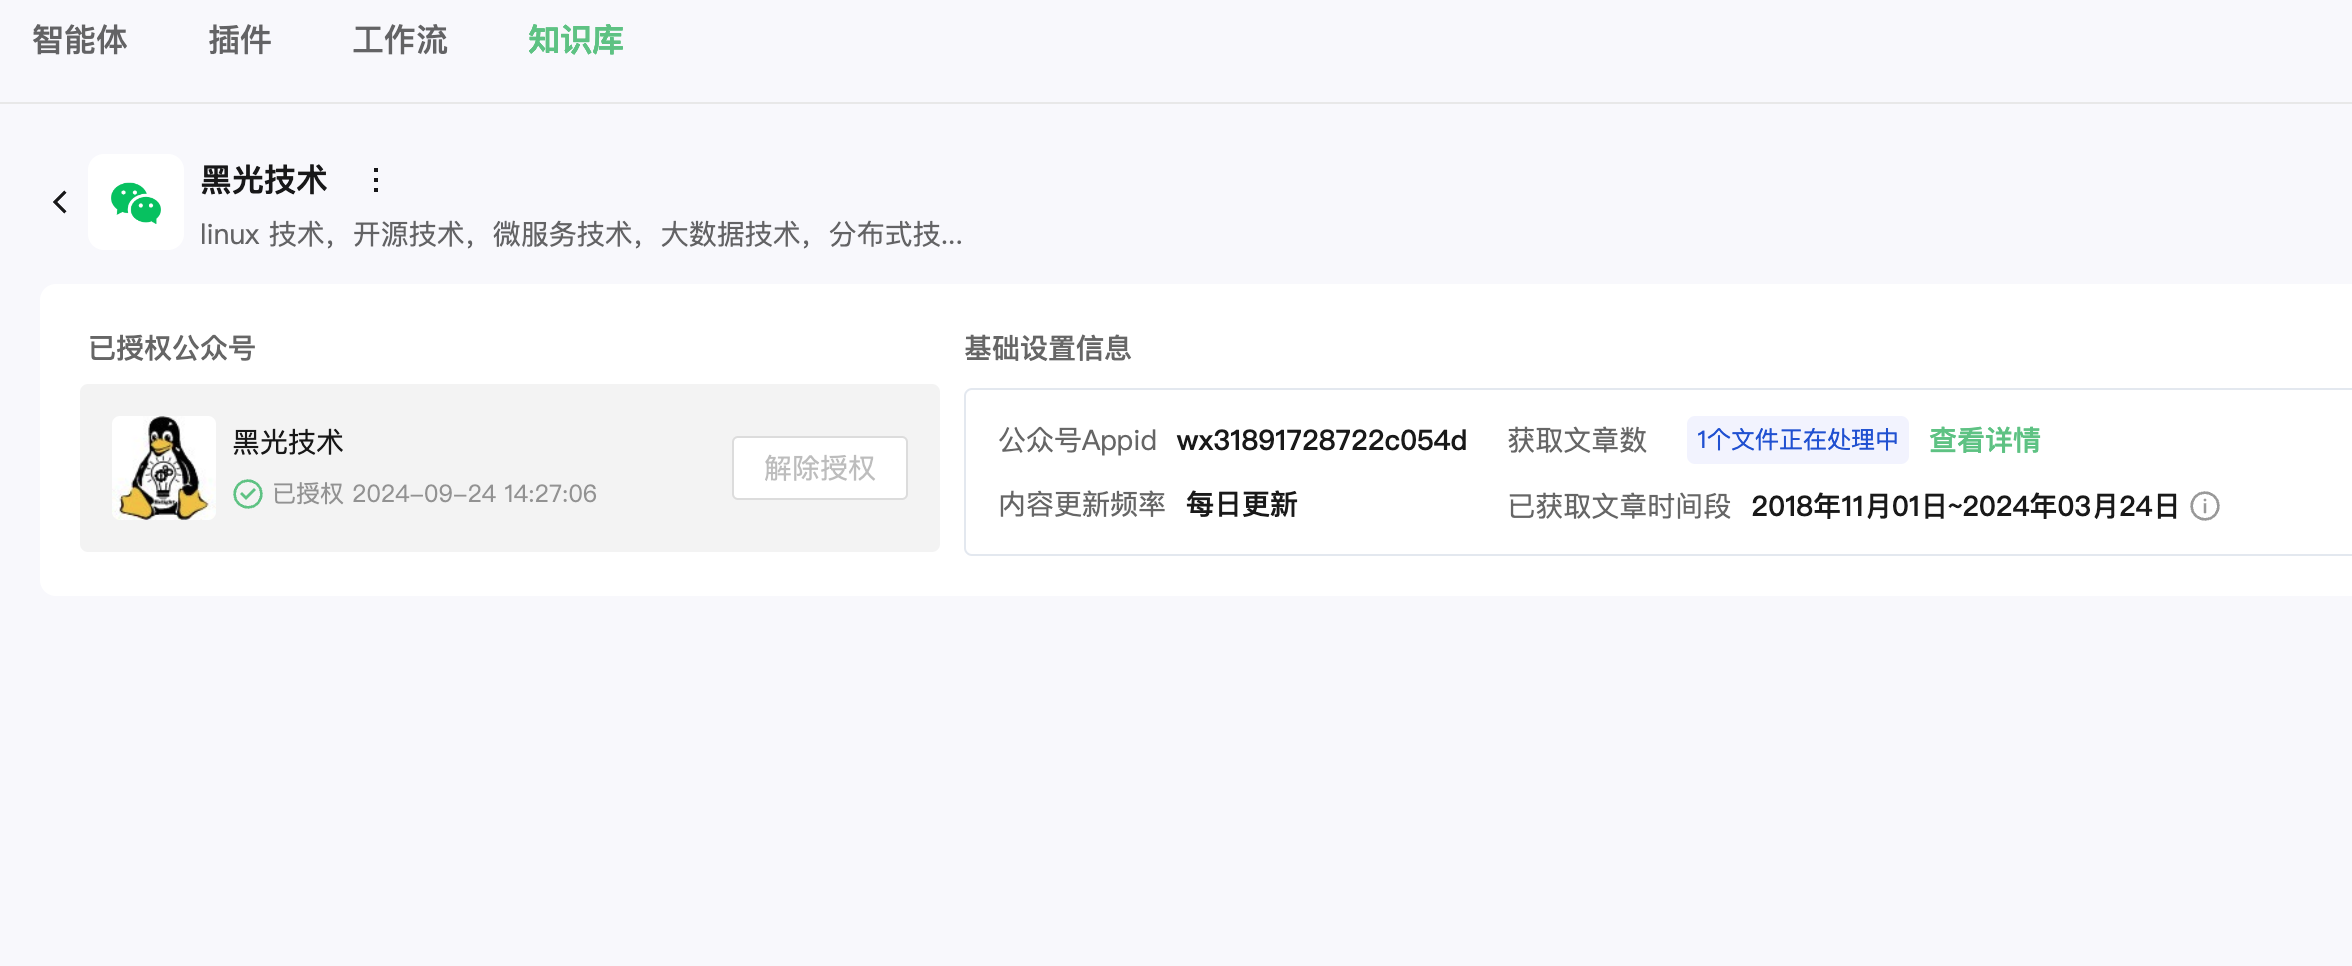 智能体 插件 工作流 知识库
黑光技术
linux 技术，开源技术，微服务技术，大数据技术，分布式技...
已授权公众号
黑光技术
已授权 2024-09-24 14:27:06
解除授权
基础设置信息
公众号Appid wx31891728722c054d 获取文章数 1个文件正在处理中 查看详情
内容更新频率 每日更新 已获取文章时间段 2018年11月01日~2024年03月24日